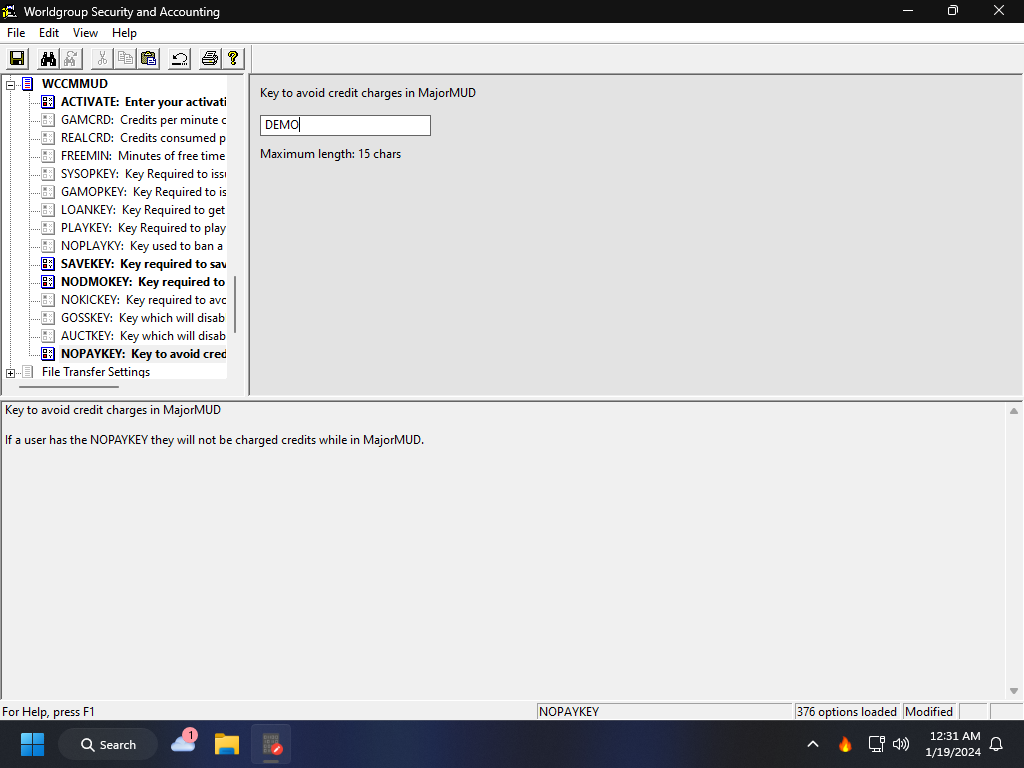 Worldgroup Security and Accounting
File Edit View Help
WCCMMUD
ACTIVATE: Enter your activati
GAMCRD: Credits per minute c
REALCRD: Credits consumed p
FREEMIN: Minutes of free time
SYSOPKEY: Key Required to issu
GAMOPKEY: Key Required to is
LOANKEY: Key Required to get
PLAYKEY: Key Required to play
NOPLAYKY: Key used to ban a
SAVEKEY: Key required to sav
NODMOKEY: Key required to
NOKICKEY: Key required to avo
GOSSKEY: Key which will disab
AUCTKEY: Key which will disab
NOPAYKEY: Key to avoid cred
File Transfer Settings
Key to avoid credit charges in MajorMUD
DEMO
Maximum length: 15 chars
Key to avoid credit charges in MajorMUD
If a user has the NOPAYKEY they will not be charged credits while in MajorMUD.
For Help, press F1 NOPAYKEY 376 options loaded Modified
Search 1 12:31 AM
1/19/2024